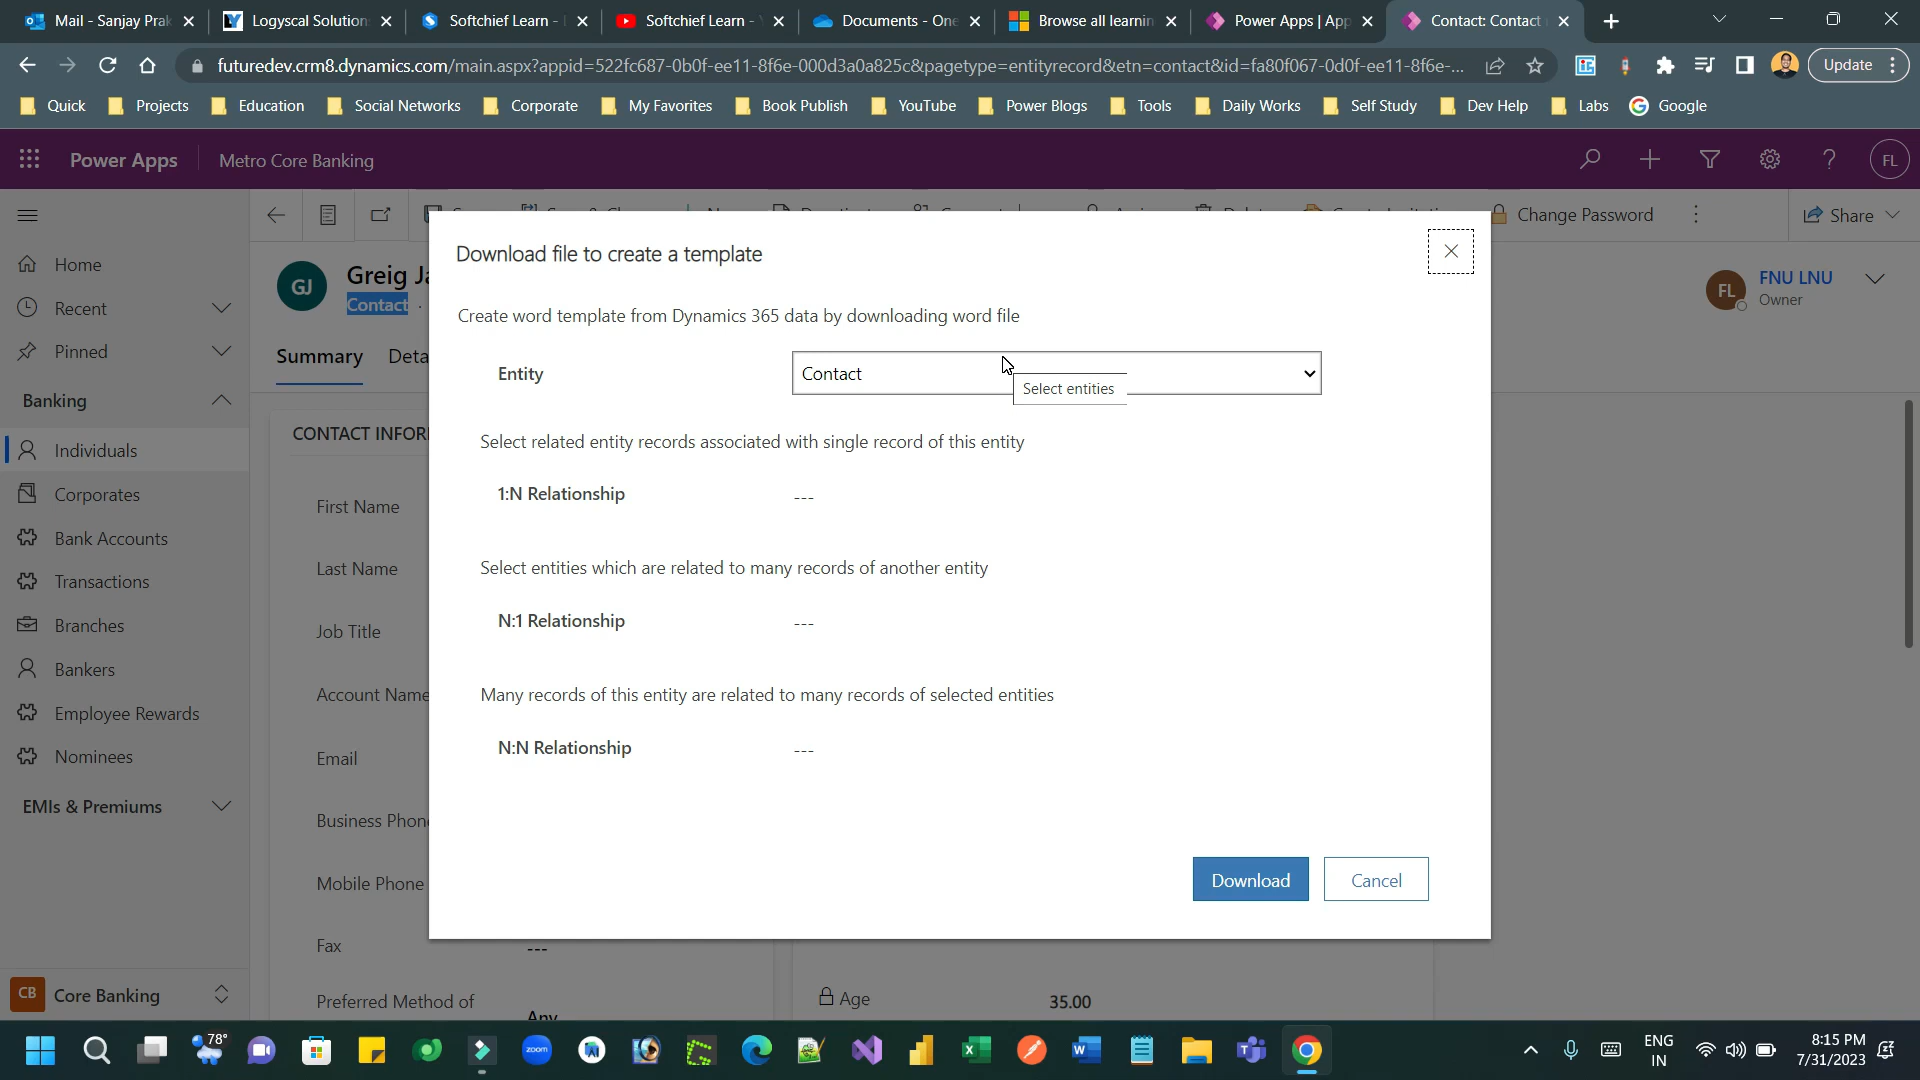 Mail - Sanjay Prak
Logyscal Solution
Softchief Learn -
Softchief Learn -
Documents - One
Browse all learnin
Power Apps | App
Contact: Contact
futuredev.crm8.dynamics.com/main.aspx?appid=522fc687-0b0f-ee11-8f6e-000d3a0a825c&pagetype=entityrecord&etn=contact&id=fa80f067-0d0f-ee11-8f6e-...
Update
Quick
Projects
Education
Social Networks
Corporate
My Favorites
Book Publish
YouTube
Power Blogs
Tools
Daily Works
Self Study
Dev Help
Labs
Google
Power Apps
Metro Core Banking
FL
Change Password
Share
Home
Recent
Pinned
Banking
Individuals
Corporates
Bank Accounts
Transactions
Branches
Bankers
Employee Rewards
Nominees
EMIs & Premiums
CB
Core Banking
GJ
Greig
Contact
Summary
FL
FNU LNU
Owner
First Name
Last Name
Job Title
Account Name
Email
Business Phon
Mobile Phone
Fax
---
Preferred Method of
Any
Age
35.00
Download file to create a template
Create word template from Dynamics 365 data by downloading word file
Entity
Contact
Select entities
Select related entity records associated with single record of this entity
1:N Relationship
---
Select entities which are related to many records of another entity
N:1 Relationship
---
Many records of this entity are related to many records of selected entities
N:N Relationship
---
Download
Cancel
78°
zoom
ENG
IN
8:15 PM
7/31/2023